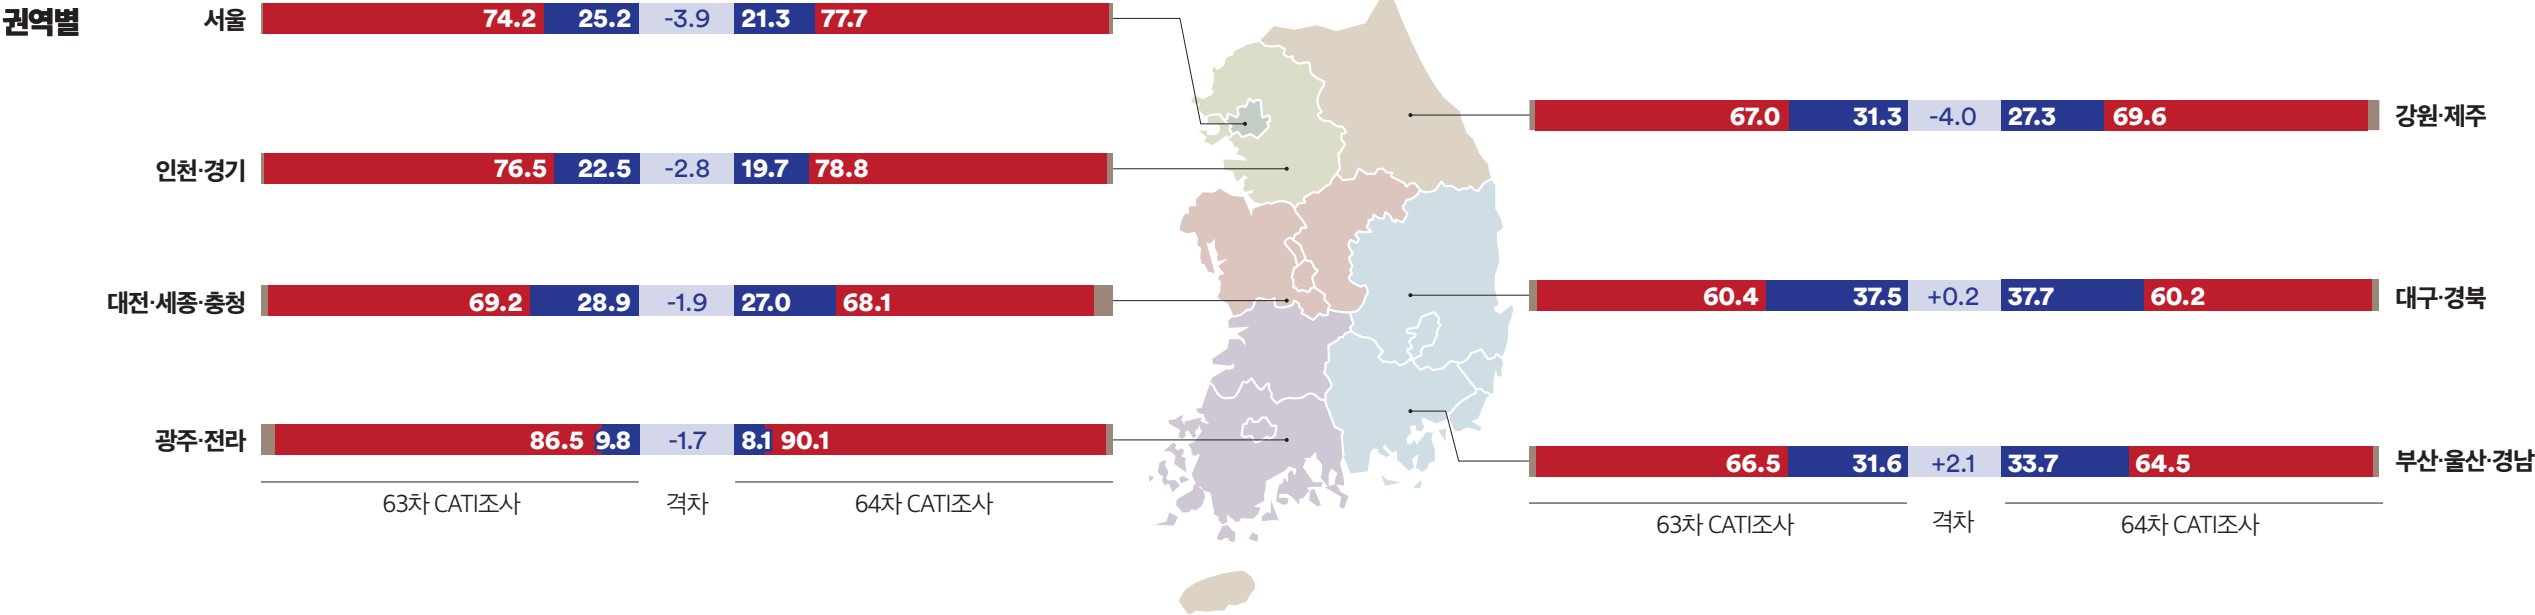 권역별
서울 74.2 25.2 -3.9 21.3 77.7
인천·경기 76.5 22.5 -2.8 19.7 78.8
대전·세종·충청 69.2 28.9 -1.9 27.0 68.1
광주·전라 86.5 9.8 -1.7 8.1 90.1
63차 CATI조사 격차 64차 CATI조사
67.0 31.3 -4.0 27.3 69.6 강원·제주
60.4 37.5 +0.2 37.7 60.2 대구·경북
66.5 31.6 +2.1 33.7 64.5 부산·울산·경남
63차 CATI조사 격차 64차 CATI조사